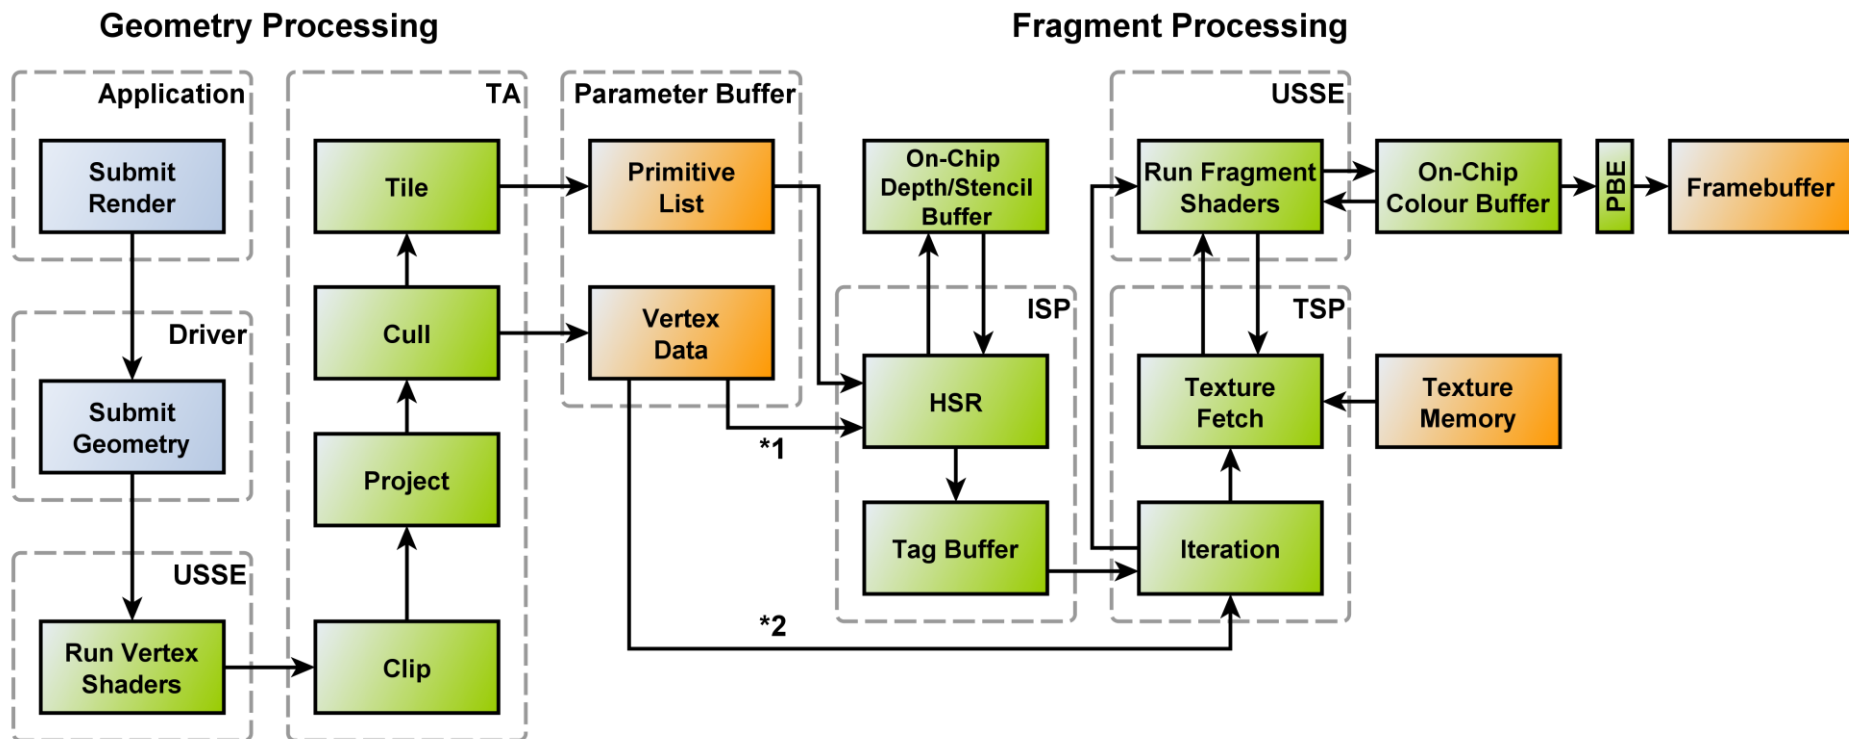 Geometry Processing
Fragment Processing
Application
Submit
Render
Driver
Submit
Geometry
USSE
Run Vertex
Shaders
TA
Tile
Cull
Project
Clip
Parameter Buffer
Primitive
List
Vertex
Data
*1
*2
On-Chip
Depth/Stencil
Buffer
ISP
HSR
Tag Buffer
USSE
Run Fragment
Shaders
TSP
Texture
Fetch
Iteration
On-Chip
Colour Buffer
PBE
Framebuffer
Texture
Memory